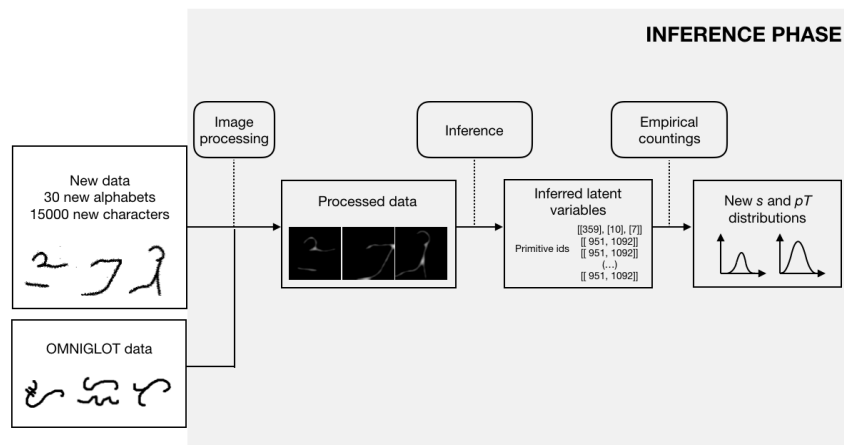 INFERENCE PHASE
Image
processing
Inference
Empirical
countings
New data
30 new alphabets
15000 new characters
Processed data
Inferred latent
variables
Primitive ids
[[359], [10], [7]]
[[ 951, 1092]]
[[ 951, 1092]]
(...)
[[ 951, 1092]]
New s and pT
distributions
OMNIGLOT data